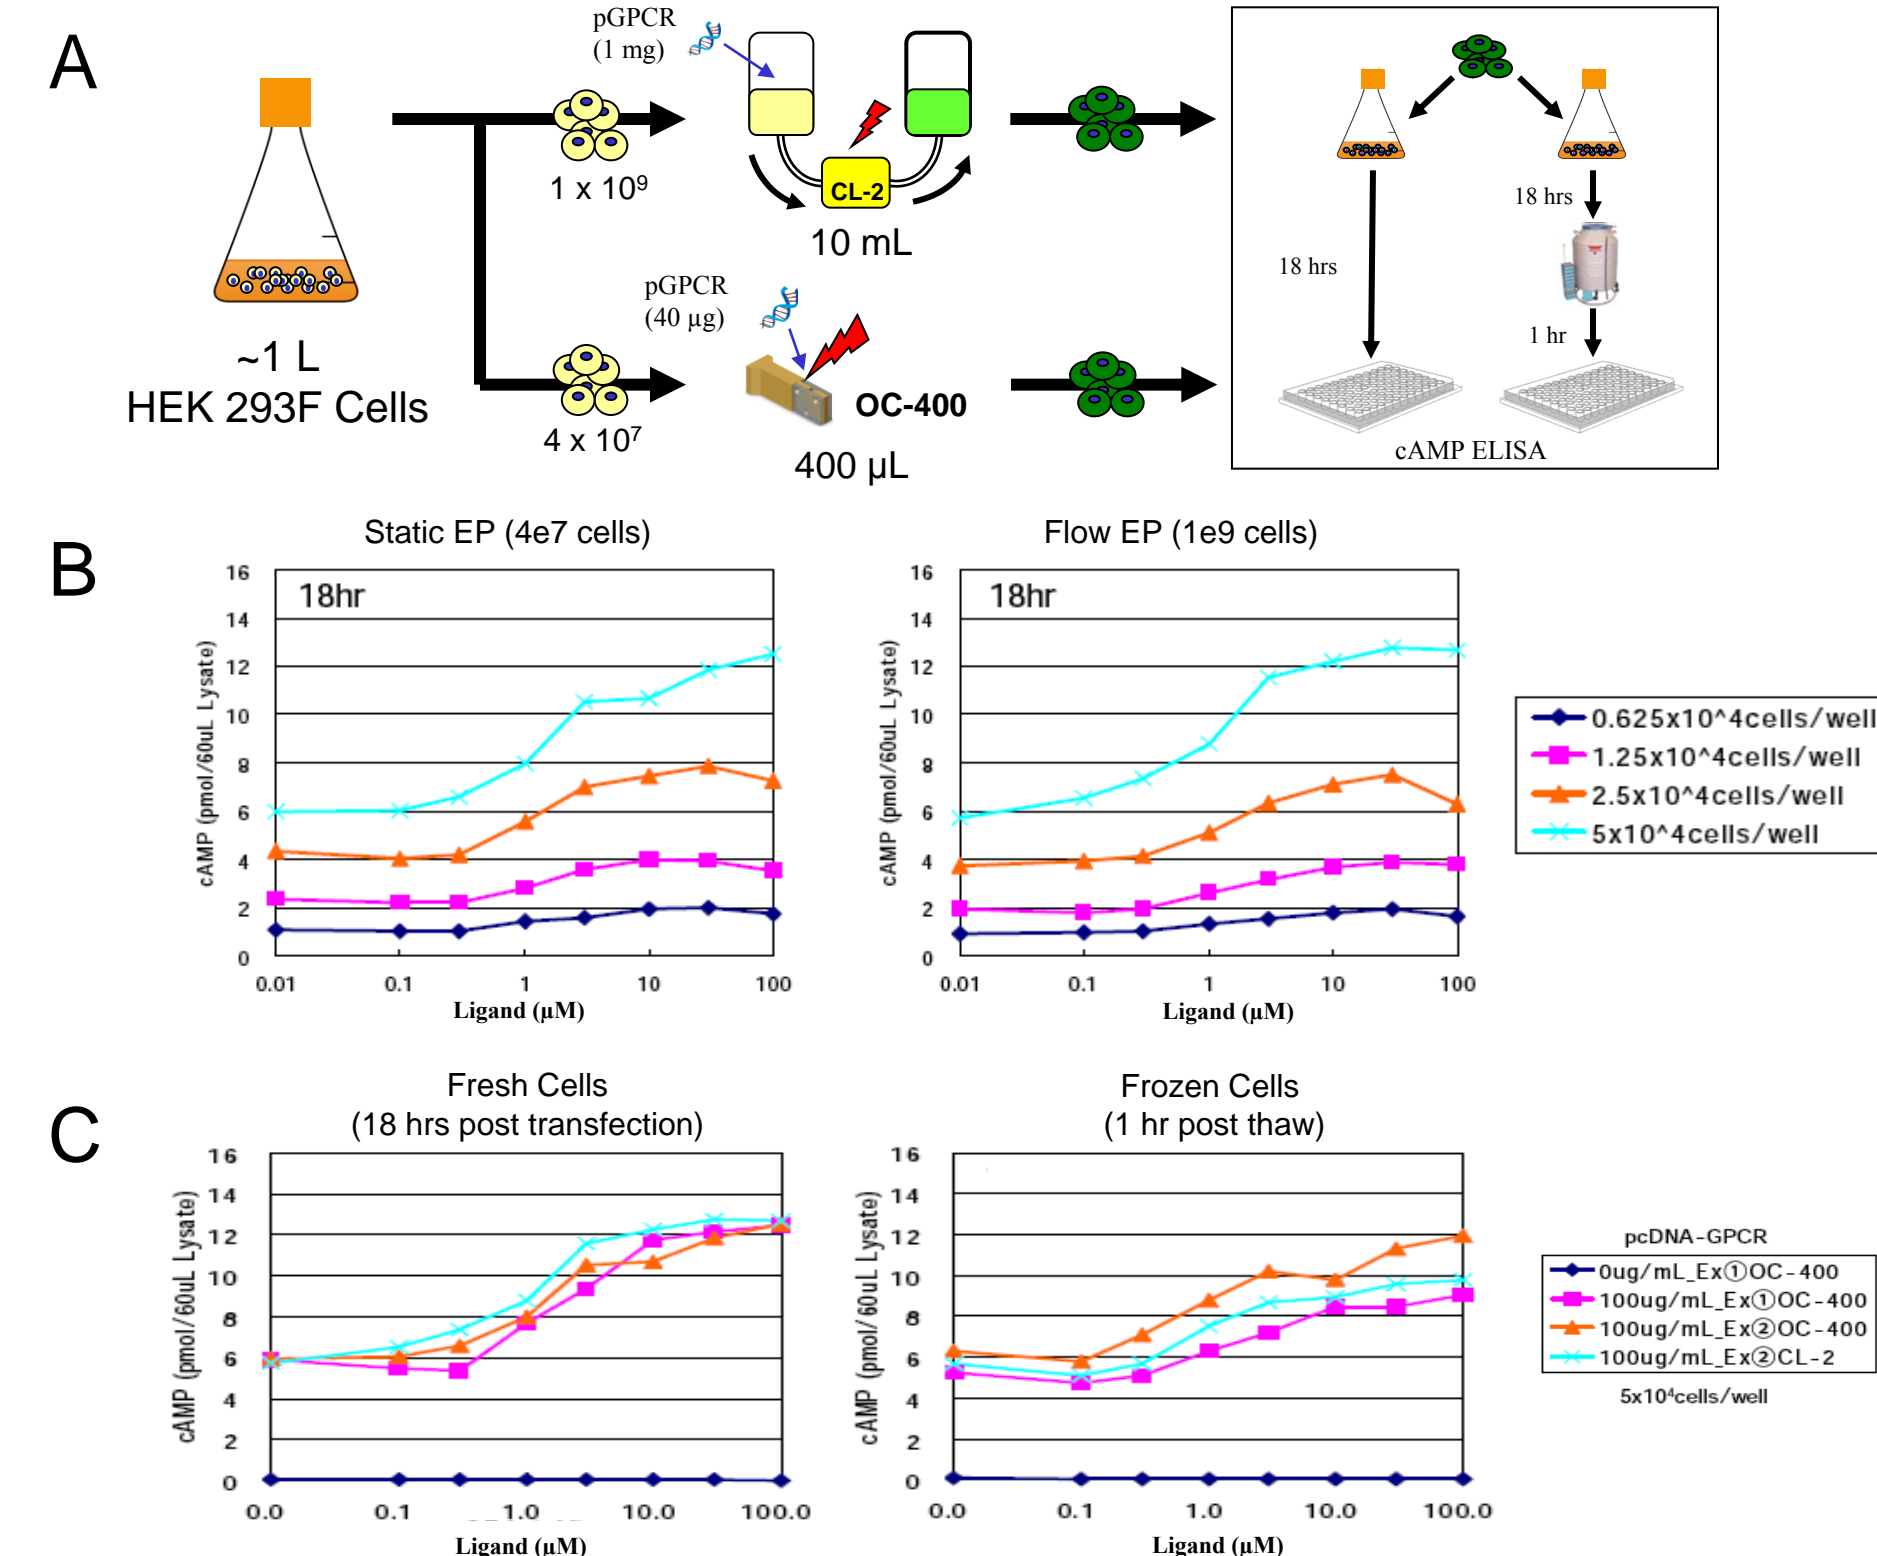 A
pGPCR
(1 mg)
1 x 10⁹
CL-2
10 mL
~1 L
HEK 293F Cells
pGPCR
(40 µg)
4 x 10⁷
OC-400
400 µL
18 hrs
18 hrs
1 hr
cAMP ELISA
B
Static EP (4e7 cells)
18hr
cAMP (pmol/60uL Lysate)
16
14
12
10
8
6
4
2
0
0.01 0.1 1 10 100
Ligand (µM)
Flow EP (1e9 cells)
18hr
cAMP (pmol/60uL Lysate)
16
14
12
10
8
6
4
2
0
0.01 0.1 1 10 100
Ligand (µM)
0.625x10^4cells/well
1.25x10^4cells/well
2.5x10^4cells/well
5x10^4cells/well
C
Fresh Cells
(18 hrs post transfection)
cAMP (pmol/60uL Lysate)
16
14
12
10
8
6
4
2
0
0.0 0.1 1.0 10.0 100.0
Ligand (µM)
Frozen Cells
(1 hr post thaw)
cAMP (pmol/60uL Lysate)
16
14
12
10
8
6
4
2
0
0.0 0.1 1.0 10.0 100.0
Ligand (µM)
pcDNA-GPCR
0ug/mL_Ex①OC-400
100ug/mL_Ex①OC-400
100ug/mL_Ex②OC-400
100ug/mL_Ex②CL-2
5x10⁴cells/well